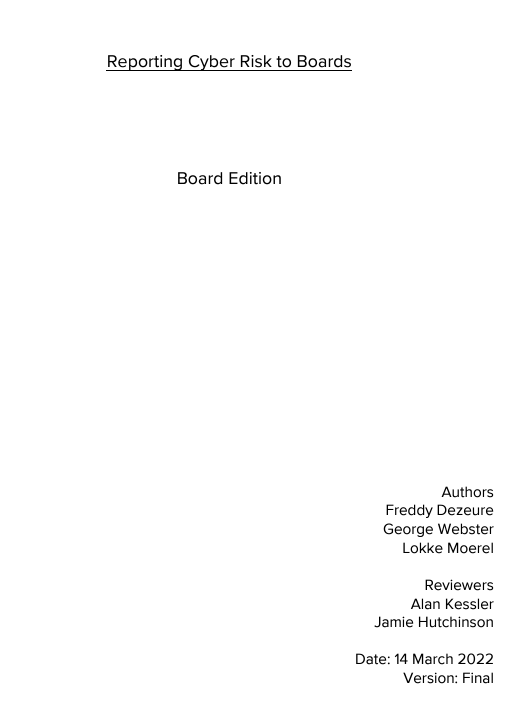 Reporting Cyber Risk to Boards
Board Edition
Authors
Freddy Dezeure
George Webster
Lokke Moerel
Reviewers
Alan Kessler
Jamie Hutchinson
Date: 14 March 2022
Version: Final